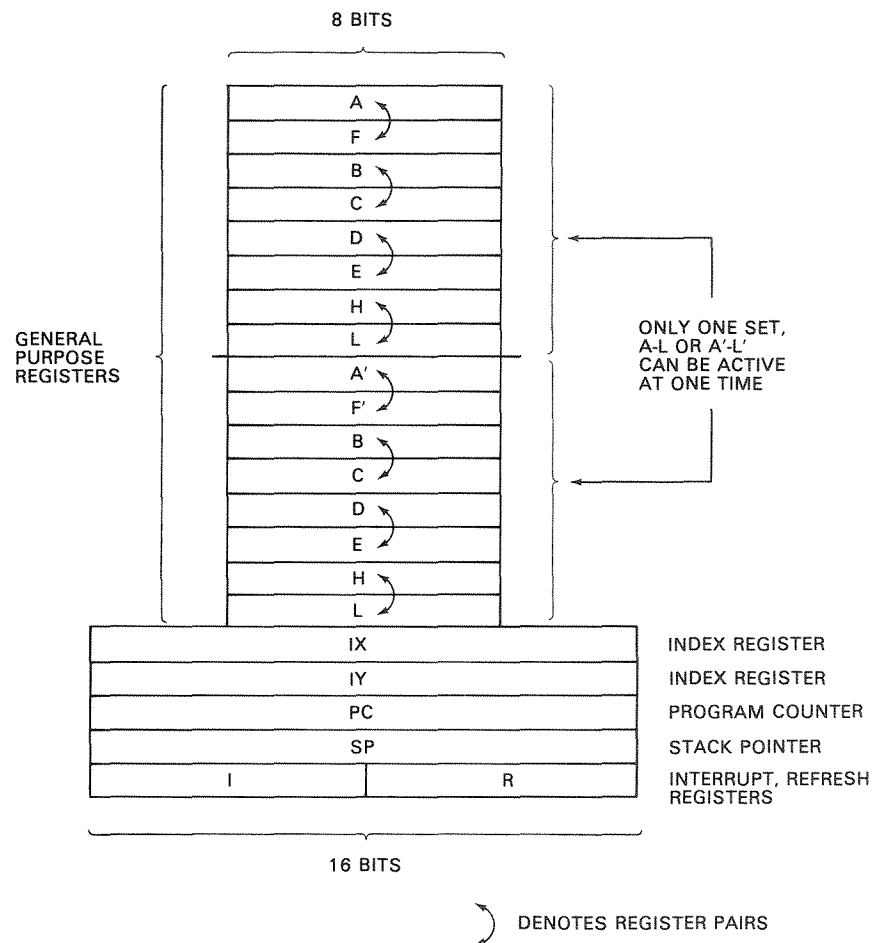 8 BITS
A
F
B
C
D
E
H
L
A'
F'
B
C
D
E
H
L
GENERAL
PURPOSE
REGISTERS
ONLY ONE SET,
A-L OR A'-L'
CAN BE ACTIVE
AT ONE TIME
IX INDEX REGISTER
IY INDEX REGISTER
PC PROGRAM COUNTER
SP STACK POINTER
I R INTERRUPT, REFRESH
REGISTERS
16 BITS
DENOTES REGISTER PAIRS